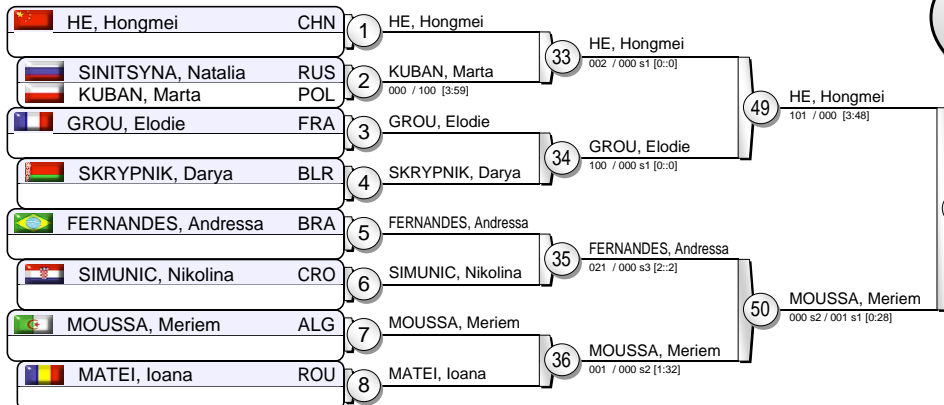 HE, Hongmei CHN
SINITSYNA, Natalia RUS
KUBAN, Marta POL
GROU, Elodie FRA
SKRYPNIK, Darya BLR
FERNANDES, Andressa BRA
SIMUNIC, Nikolina CRO
MOUSSA, Meriem ALG
MATEI, Ioana ROU
1
2
3
4
5
6
7
8
HE, Hongmei
KUBAN, Marta
000 / 100 [3:59]
GROU, Elodie
SKRYPNIK, Darya
FERNANDES, Andressa
SIMUNIC, Nikolina
MOUSSA, Meriem
MATEI, Ioana
33
34
35
36
HE, Hongmei
002 / 000 s1 [0::0]
GROU, Elodie
100 / 000 s1 [0::0]
FERNANDES, Andressa
021 / 000 s3 [2::2]
MOUSSA, Meriem
001 / 000 s2 [1:32]
49
50
HE, Hongmei
101 / 000 [3:48]
MOUSSA, Meriem
000 s2 / 001 s1 [0:28]